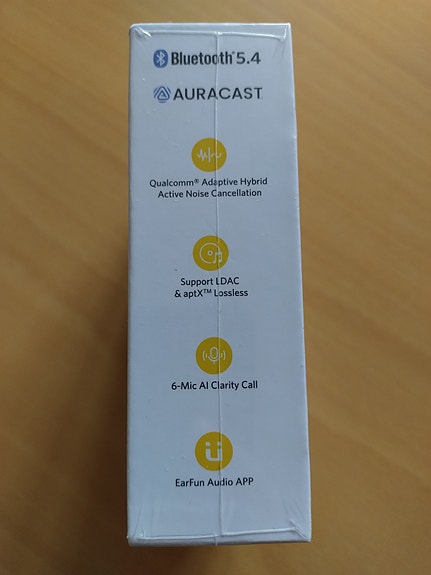 Bluetooth® 5.4
AURACAST
Qualcomm® Adaptive Hybrid
Active Noise Cancellation
Support LDAC
& aptX™ Lossless
6-Mic AI Clarity Call
EarFun Audio APP